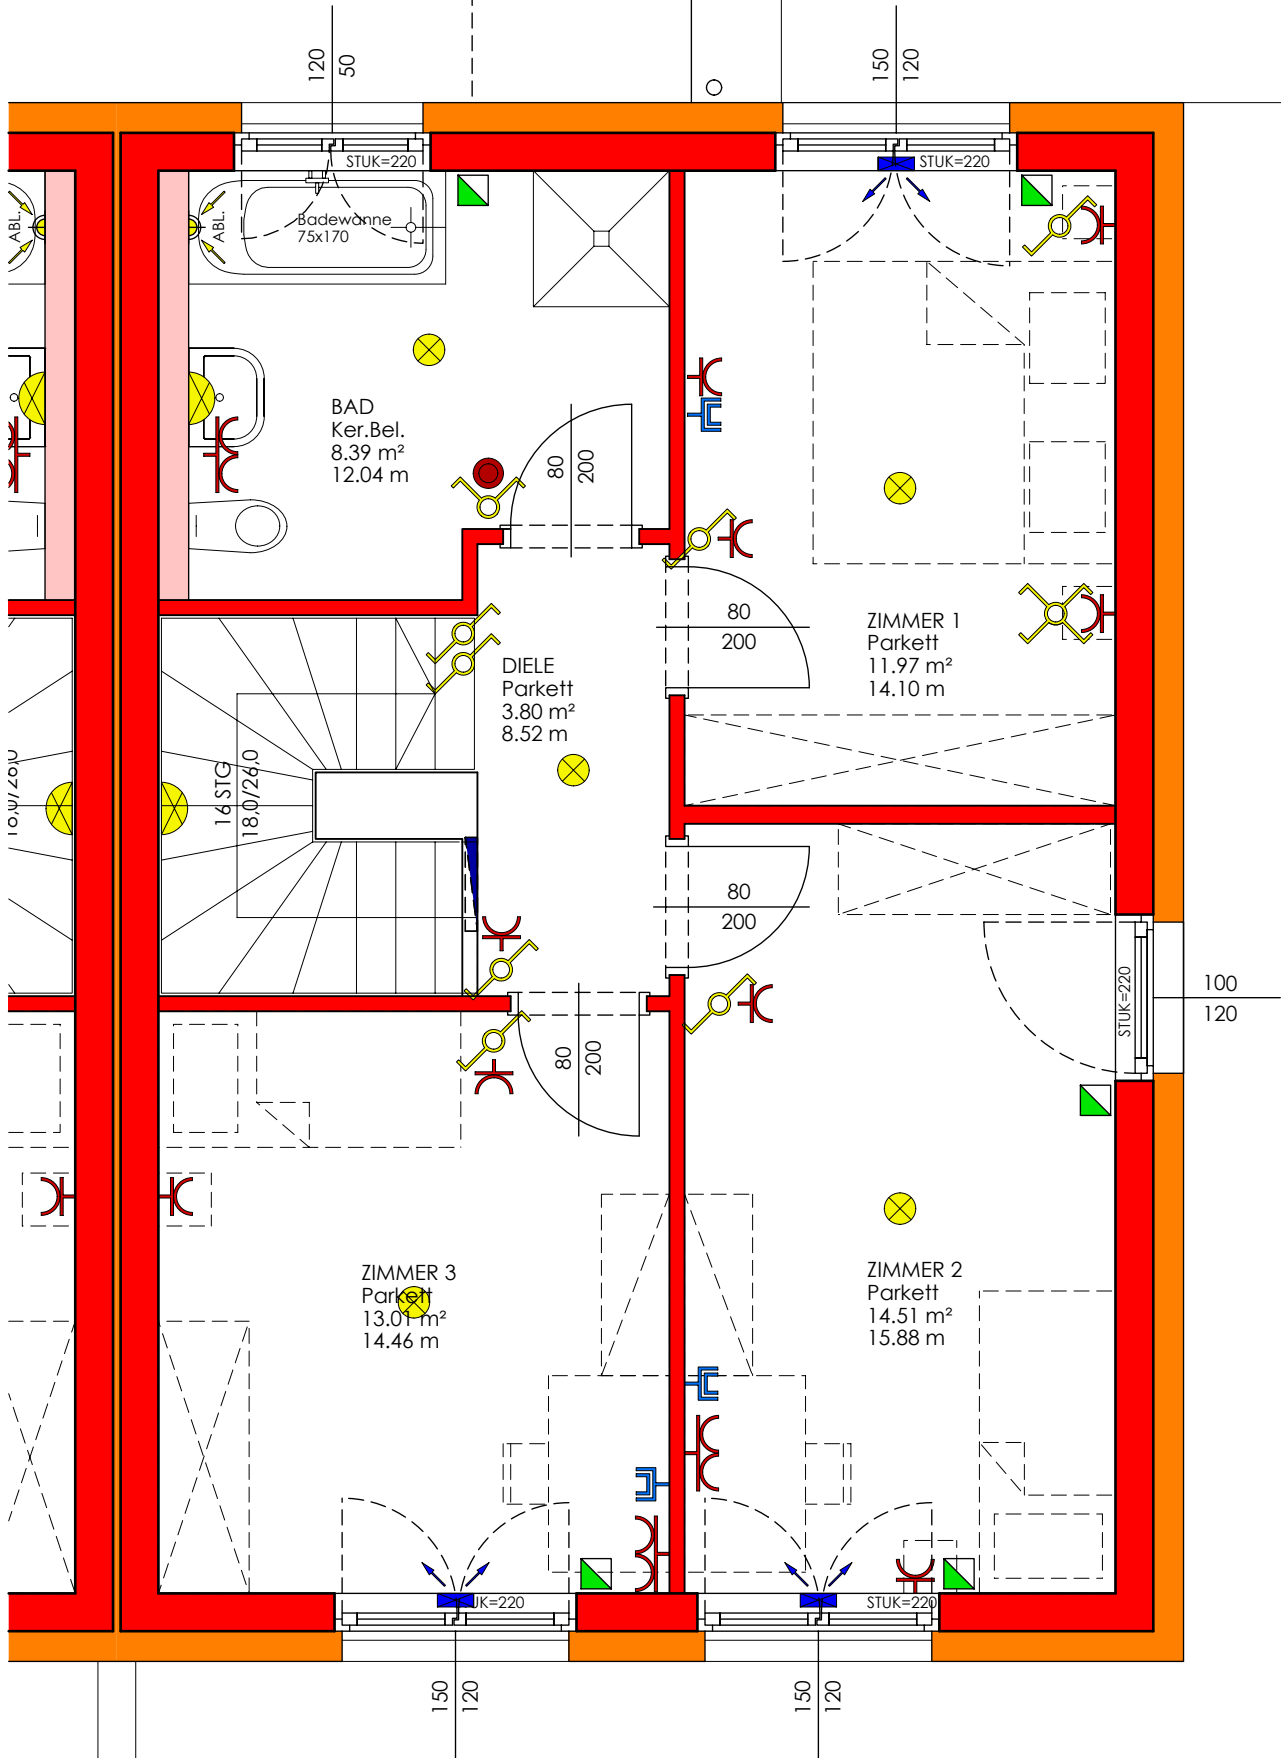 120
50
150
120
STUK=220
STUK=220
ABL.
ABL.
Badewanne
75x170
BAD
Ker.Bel.
8.39 m²
12.04 m
80
200
80
200
ZIMMER 1
Parkett
11.97 m²
14.10 m
DIELE
Parkett
3.80 m²
8.52 m
16 STG
18,0/26,0
18,0/26,0
80
200
STUK=220
100
120
80
200
ZIMMER 3
Parkett
13.01 m²
14.46 m
ZIMMER 2
Parkett
14.51 m²
15.88 m
UK=220
STUK=220
150
120
150
120